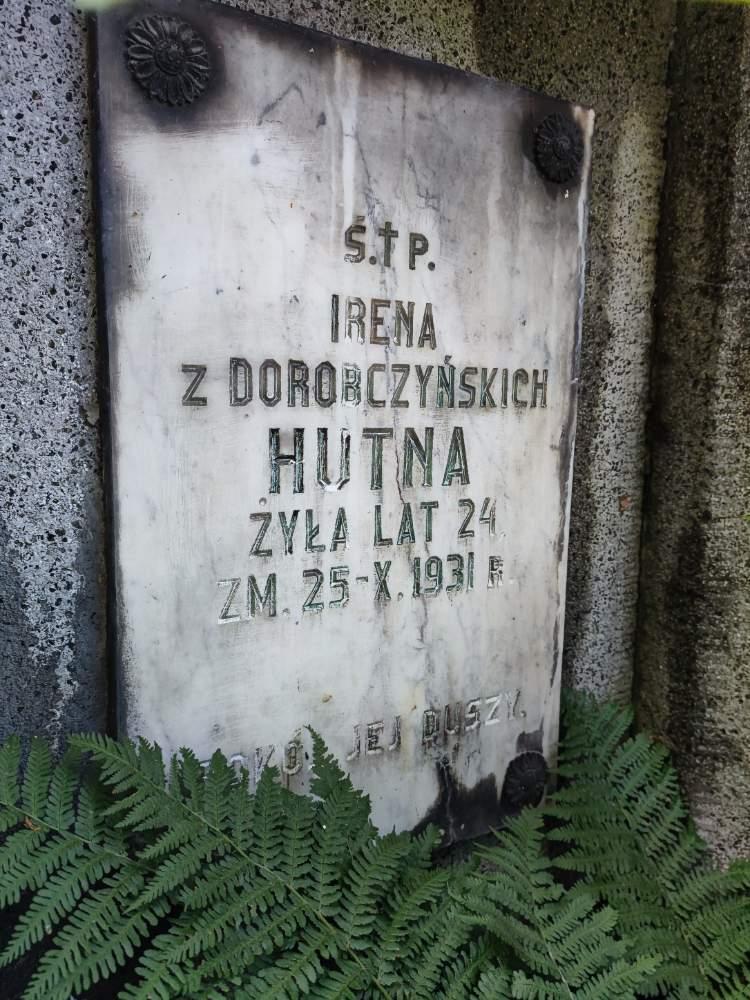 Ś.†P.
IRENA
Z DOROBCZYŃSKICH
HUTNA
ŻYŁA LAT 24.
ZM. 25-X.1931 R.
JEJ DUSZY.